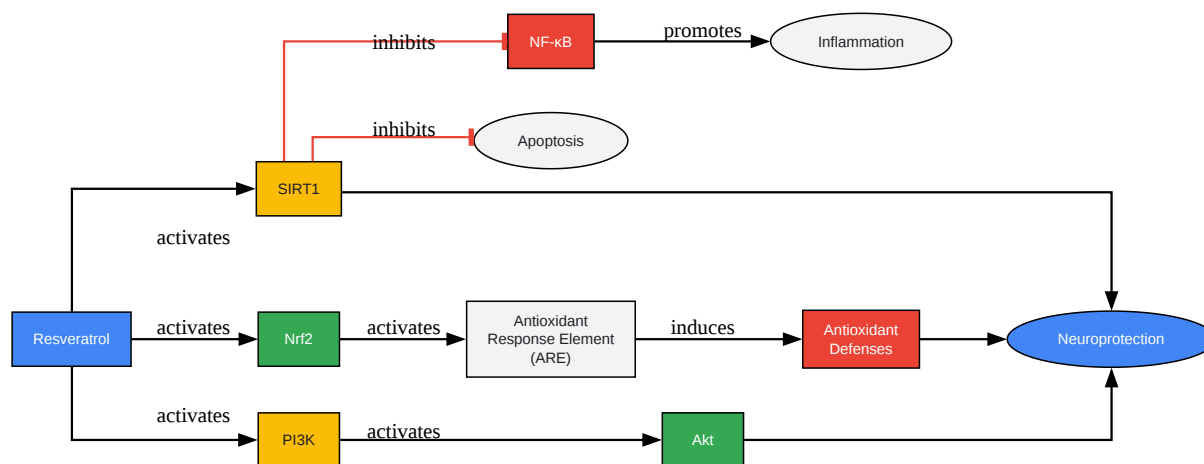 inhibits
NF-κB
promotes
Inflammation
inhibits
Apoptosis
SIRT1
activates
Resveratrol
activates
Nrf2
activates
Antioxidant
Response Element
(ARE)
induces
Antioxidant
Defenses
Neuroprotection
activates
PI3K
activates
Akt